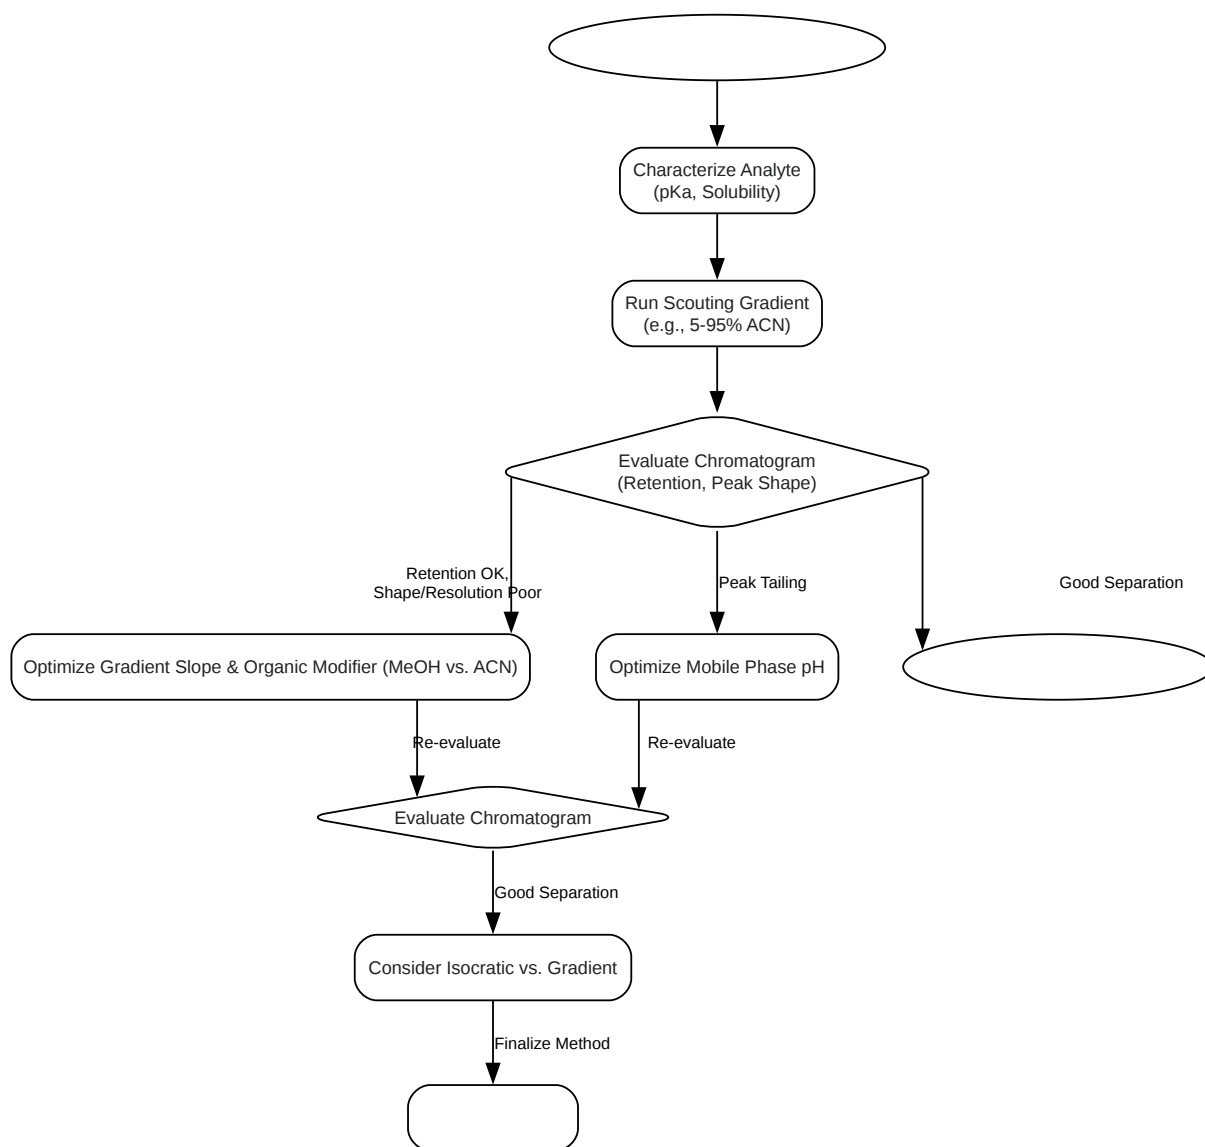 Characterize Analyte
(pKa, Solubility)
Run Scouting Gradient
(e.g., 5-95% ACN)
Evaluate Chromatogram
(Retention, Peak Shape)
Retention OK,
Shape/Resolution Poor
Peak Tailing
Good Separation
Optimize Gradient Slope & Organic Modifier (MeOH vs. ACN)
Optimize Mobile Phase pH
Re-evaluate
Re-evaluate
Evaluate Chromatogram
Good Separation
Consider Isocratic vs. Gradient
Finalize Method